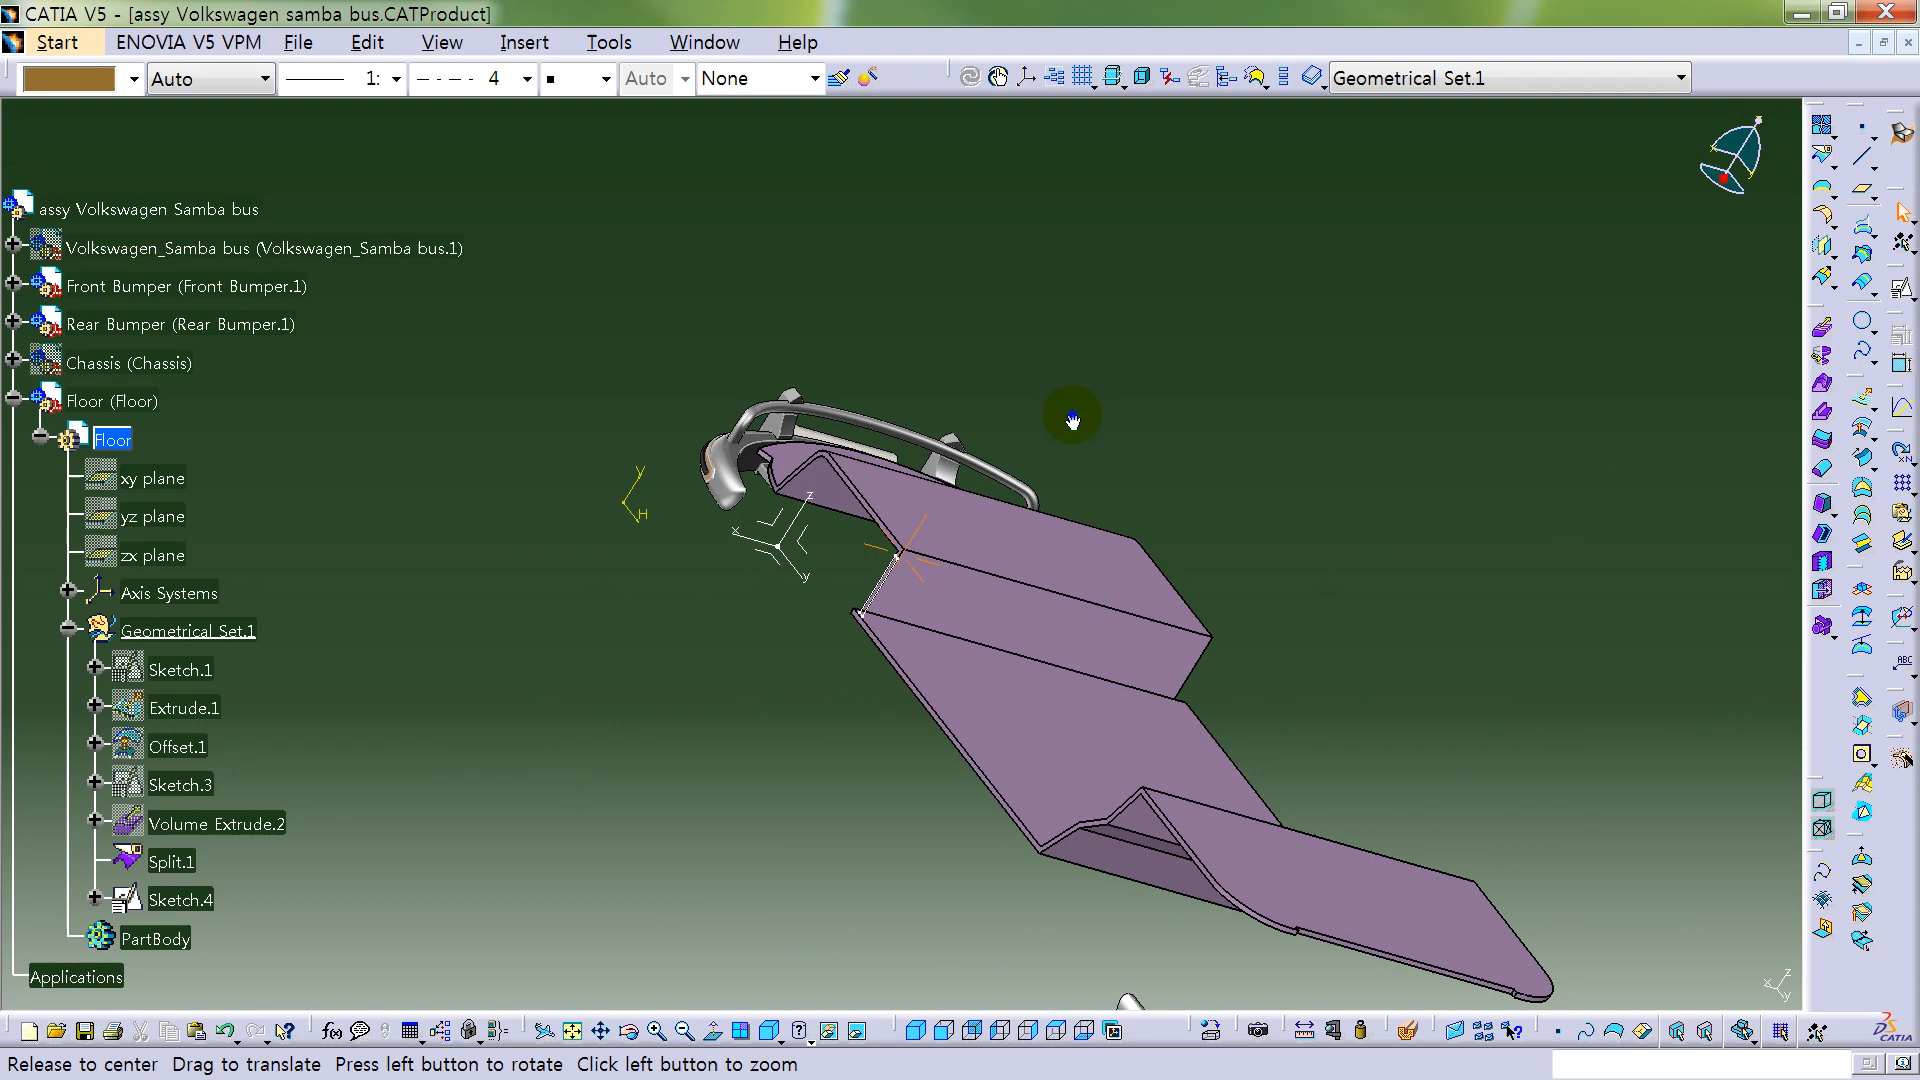 CATIA V5 - [assy Volkswagen samba bus.CATProduct]
Start ENOVIA V5 VPM File Edit View Insert Tools Window Help
Auto 1: 4 Auto None Geometrical Set.1
assy Volkswagen Samba bus
Volkswagen_Samba bus (Volkswagen_Samba bus.1)
Front Bumper (Front Bumper.1)
Rear Bumper (Rear Bumper.1)
Chassis (Chassis)
Floor (Floor)
Floor
xy plane
yz plane
zx plane
Axis Systems
Geometrical Set.1
Sketch.1
Extrude.1
Offset.1
Sketch.3
Volume Extrude.2
Split.1
Sketch.4
PartBody
Applications
y
H
z
x
y
z
x
y
ABC
f(x)
CATIA
Release to center Drag to translate Press left button to rotate Click left button to zoom